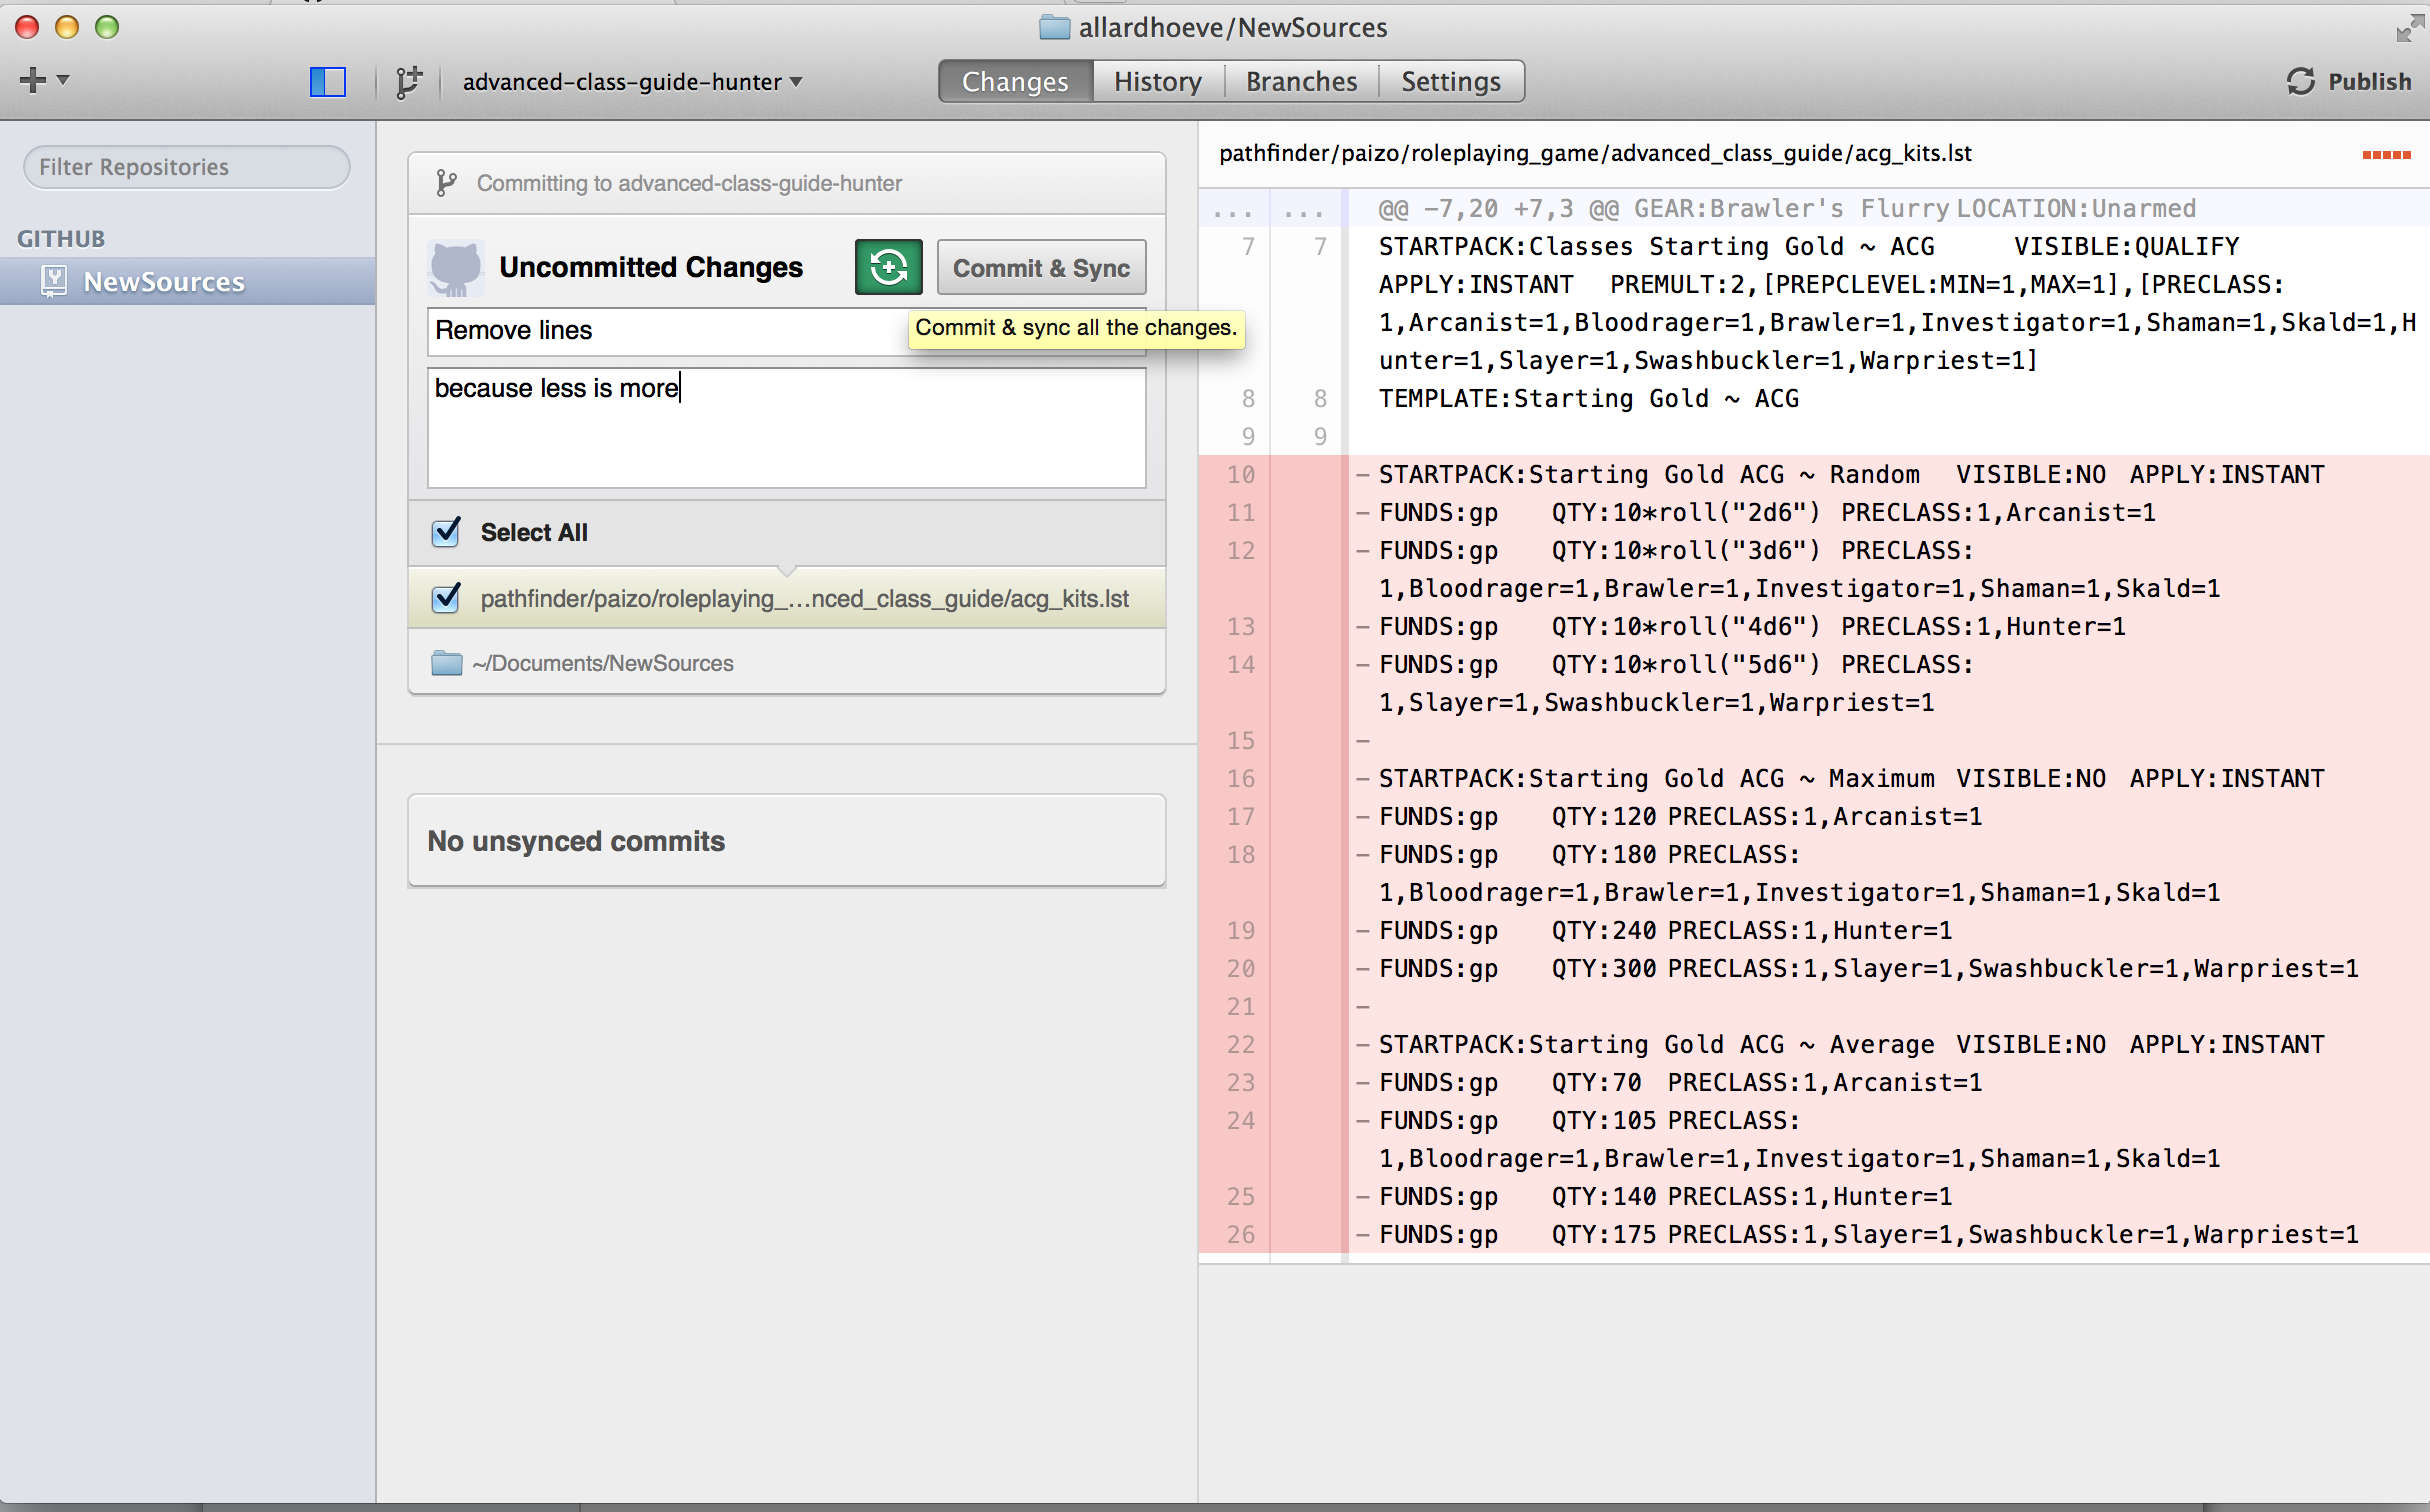 allardhoeve/NewSources
advanced-class-guide-hunter
Changes
History
Branches
Settings
Publish
Filter Repositories
GITHUB
NewSources
Committing to advanced-class-guide-hunter
Uncommitted Changes
Commit & Sync
Remove lines
Commit & sync all the changes.
because less is more
Select All
pathfinder/paizo/roleplaying_...nced_class_guide/acg_kits.lst
~/Documents/NewSources
No unsynced commits
pathfinder/paizo/roleplaying_game/advanced_class_guide/acg_kits.lst
... ... @@ -7,20 +7,3 @@ GEAR:Brawler's Flurry LOCATION:Unarmed
7 7 STARTPACK:Classes Starting Gold ~ ACG VISIBLE:QUALIFY
APPLY:INSTANT PREMULT:2,[PREPCLEVEL:MIN=1,MAX=1],[PRECLASS:
1,Arcanist=1,Bloodrager=1,Brawler=1,Investigator=1,Shaman=1,Skald=1,H
unter=1,Slayer=1,Swashbuckler=1,Warpriest=1]
8 8 TEMPLATE:Starting Gold ~ ACG
9 9
10 -STARTPACK:Starting Gold ACG ~ Random VISIBLE:NO APPLY:INSTANT
11 -FUNDS:gp QTY:10*roll("2d6") PRECLASS:1,Arcanist=1
12 -FUNDS:gp QTY:10*roll("3d6") PRECLASS:
1,Bloodrager=1,Brawler=1,Investigator=1,Shaman=1,Skald=1
13 -FUNDS:gp QTY:10*roll("4d6") PRECLASS:1,Hunter=1
14 -FUNDS:gp QTY:10*roll("5d6") PRECLASS:
1,Slayer=1,Swashbuckler=1,Warpriest=1
15 -
16 -STARTPACK:Starting Gold ACG ~ Maximum VISIBLE:NO APPLY:INSTANT
17 -FUNDS:gp QTY:120 PRECLASS:1,Arcanist=1
18 -FUNDS:gp QTY:180 PRECLASS:
1,Bloodrager=1,Brawler=1,Investigator=1,Shaman=1,Skald=1
19 -FUNDS:gp QTY:240 PRECLASS:1,Hunter=1
20 -FUNDS:gp QTY:300 PRECLASS:1,Slayer=1,Swashbuckler=1,Warpriest=1
21 -
22 -STARTPACK:Starting Gold ACG ~ Average VISIBLE:NO APPLY:INSTANT
23 -FUNDS:gp QTY:70 PRECLASS:1,Arcanist=1
24 -FUNDS:gp QTY:105 PRECLASS:
1,Bloodrager=1,Brawler=1,Investigator=1,Shaman=1,Skald=1
25 -FUNDS:gp QTY:140 PRECLASS:1,Hunter=1
26 -FUNDS:gp QTY:175 PRECLASS:1,Slayer=1,Swashbuckler=1,Warpriest=1